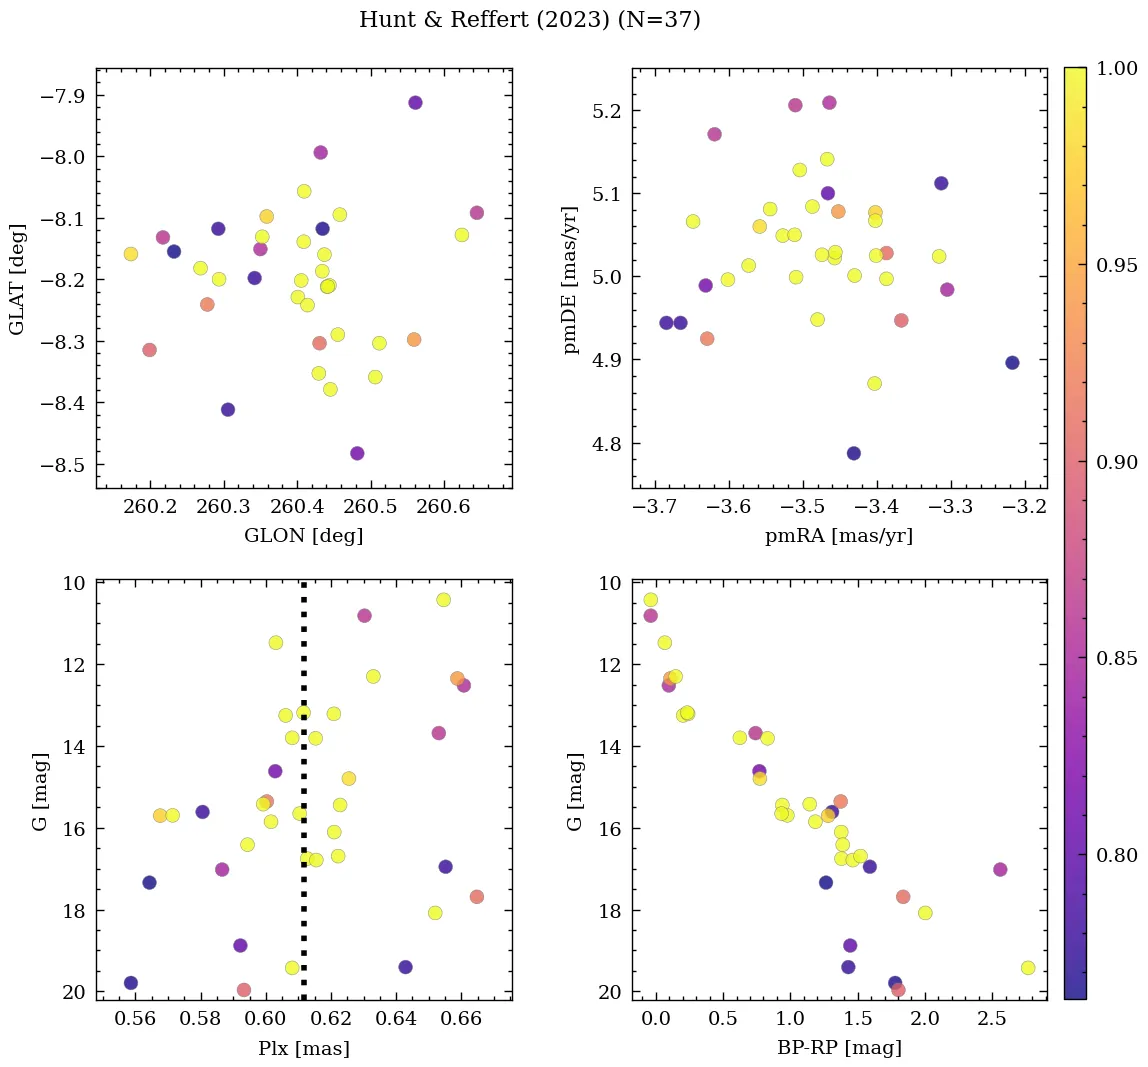 Hunt & Reffert (2023) (N=37)
−7.9
−8.0
−8.1
−8.2
−8.3
−8.4
−8.5
GLAT [deg]
260.2 260.3 260.4 260.5 260.6
GLON [deg]
5.2
5.1
5.0
4.9
4.8
pmDE [mas/yr]
−3.7 −3.6 −3.5 −3.4 −3.3 −3.2
pmRA [mas/yr]
10
12
14
16
18
20
G [mag]
0.56 0.58 0.60 0.62 0.64 0.66
Plx [mas]
10
12
14
16
18
20
G [mag]
0.0 0.5 1.0 1.5 2.0 2.5
BP-RP [mag]
1.00
0.95
0.90
0.85
0.80